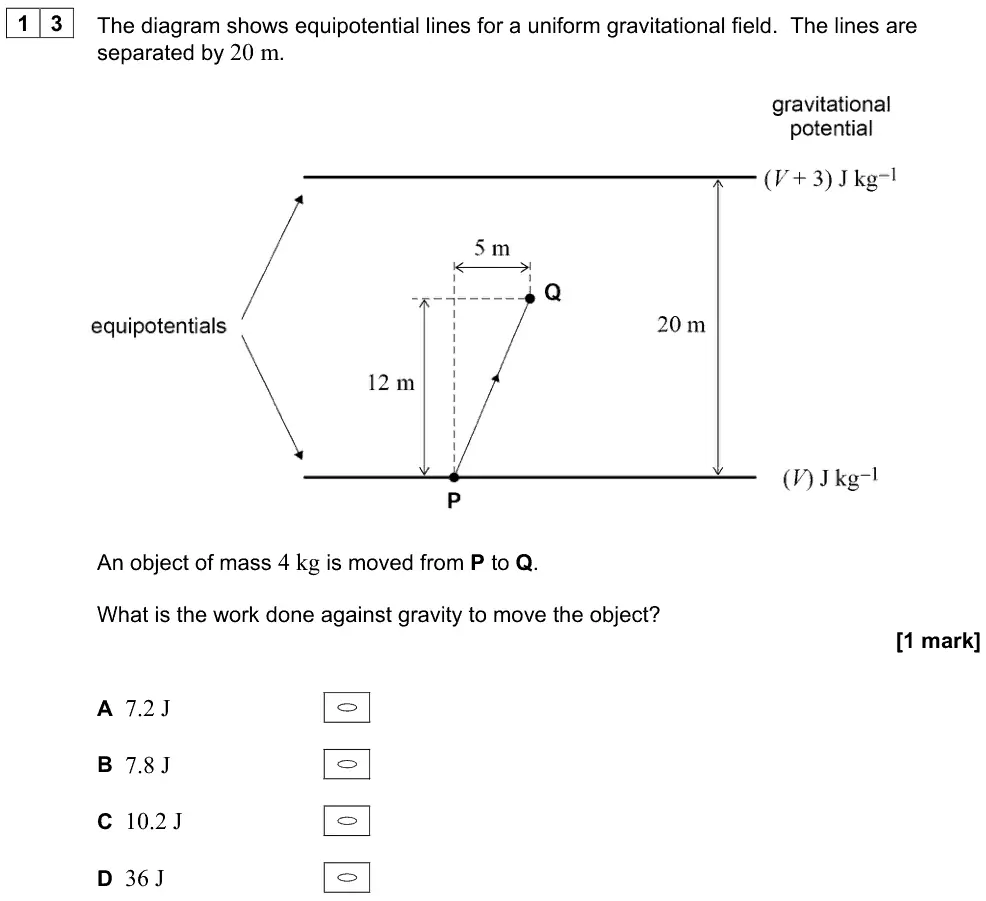 1 3 The diagram shows equipotential lines for a uniform gravitational field. The lines are
separated by 20 m.
gravitational
potential
(V + 3) J kg⁻¹
5 m
Q
equipotentials
20 m
12 m
(V) J kg⁻¹
P
An object of mass 4 kg is moved from P to Q.
What is the work done against gravity to move the object?
[1 mark]
A 7.2 J
B 7.8 J
C 10.2 J
D 36 J